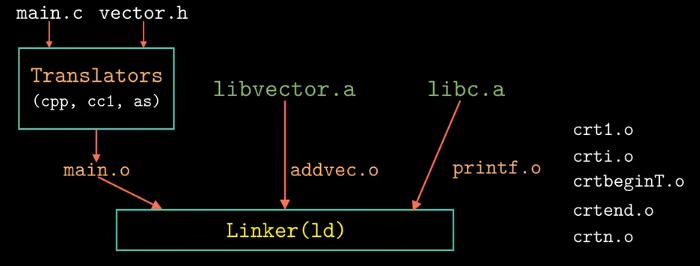 main.c vector.h
Translators
(cpp, cc1, as)
libvector.a
libc.a
main.o
addvec.o
printf.o
Linker(ld)
crt1.o
crti.o
crtbeginT.o
crtend.o
crtn.o